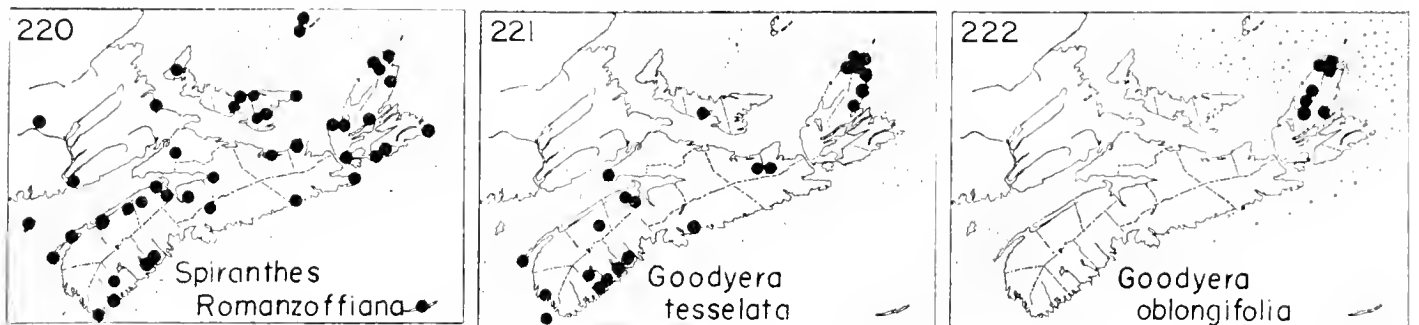 220
Spiranthes
Romanzoffiana
221
Goodyera
tesselata
222
Goodyera
oblongifolia